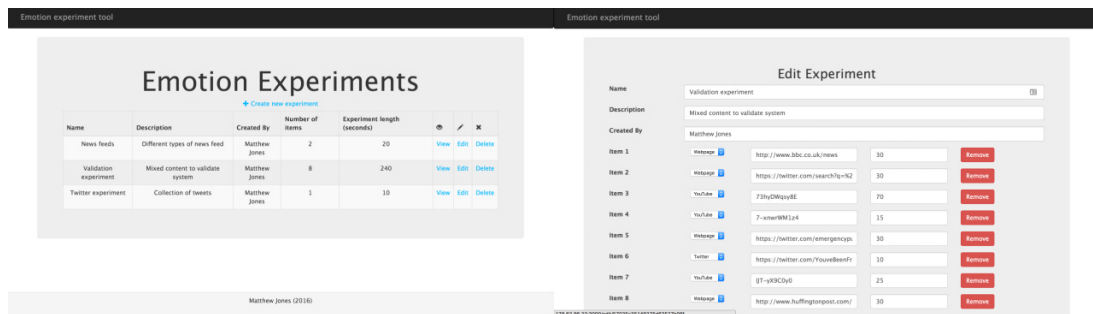 Emotion experiment tool
Emotion Experiments
+ Create new experiment
Name Description Created By Number of items Experiment length (seconds)
News feeds Different types of news feed Matthew Jones 2 20 View Edit Delete
Validation experiment Mixed content to validate system Matthew Jones 8 240 View Edit Delete
Twitter experiment Collection of tweets Matthew Jones 1 10 View Edit Delete
Matthew Jones (2016)
Emotion experiment tool
Edit Experiment
Name Validation experiment
Description Mixed content to validate system
Created By Matthew Jones
Item 1 Webpage http://www.bbc.co.uk/news 30 Remove
Item 2 Webpage https://twitter.com/search?q=%2 30 Remove
Item 3 YouTube 73hyDWqsy8E 70 Remove
Item 4 YouTube 7-xnwrWM1z4 15 Remove
Item 5 Webpage 30 Remove
Item 6 Twitter https://twitter.com/YouveBeenFr 10 Remove
Item 7 YouTube 25 Remove
Item 8 Webpage http://www.huffingtonpost.com/ 30 Remove